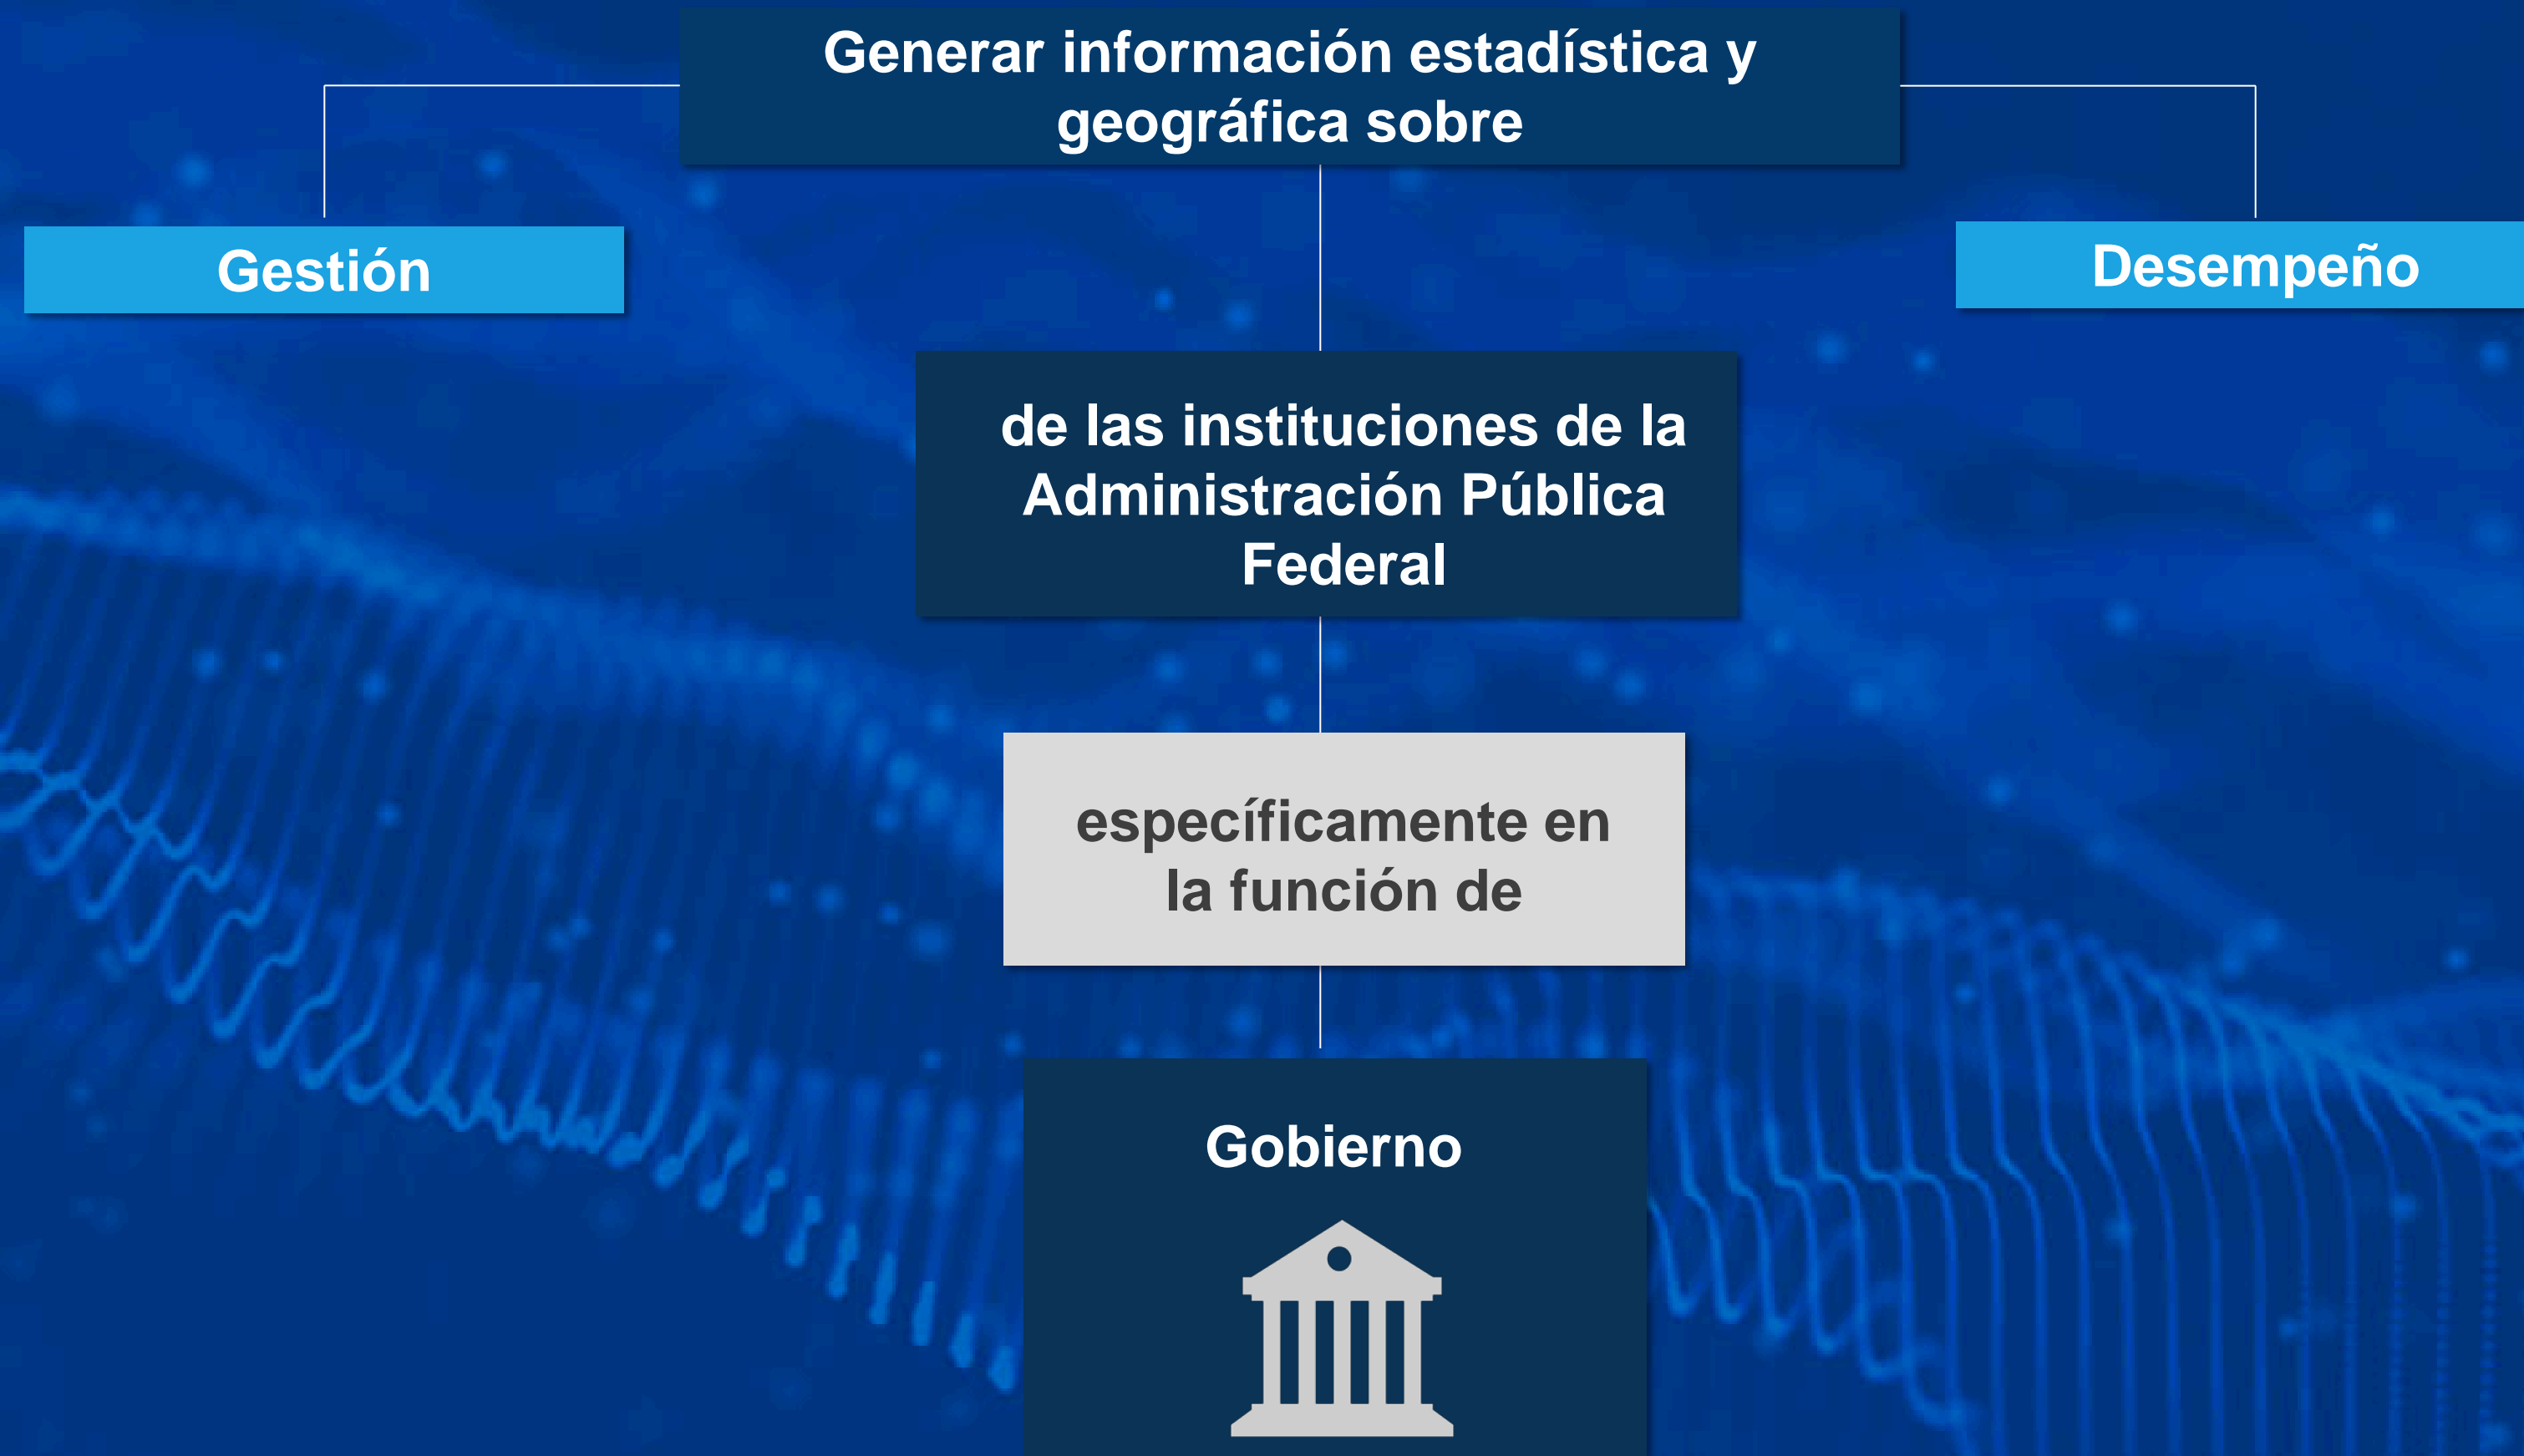 Generar información estadística y
geográfica sobre
Gestión
Desempeño
de las instituciones de la
Administración Pública
Federal
específicamente en
la función de
Gobierno